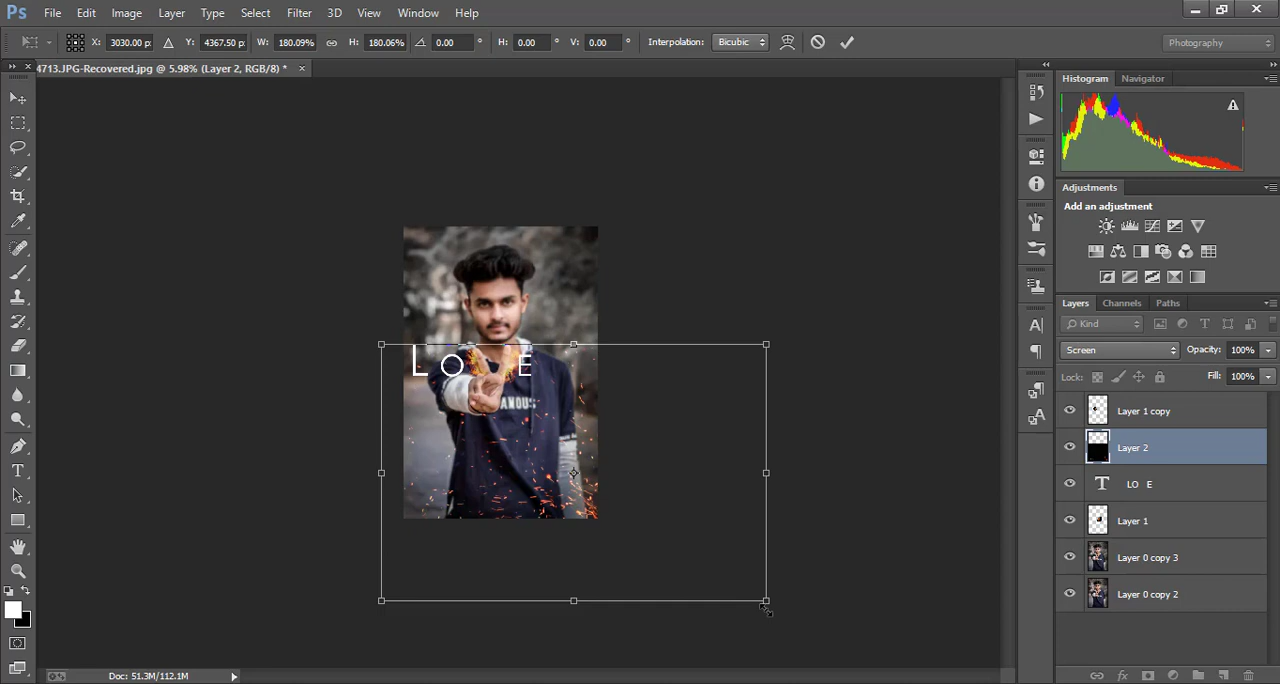 Ps File Edit Image Layer Type Select Filter 3D View Window Help
X: 3030.00 px Y: 4367.50 px W: 180.09% H: 180.06% 0.00 ° H: 0.00 ° V: 0.00 ° Interpolation: Bicubic Photography
4713.JPG-Recovered.jpg @ 5.98% (Layer 2, RGB/8) * ×
Histogram Navigator
Adjustments
Add an adjustment
Layers Channels Paths
Kind
Screen Opacity: 100%
Lock: Fill: 100%
Layer 1 copy
Layer 2
LO E
Layer 1
Layer 0 copy 3
Layer 0 copy 2
LO E
ANOUS
Doc: 51.3M/112.1M